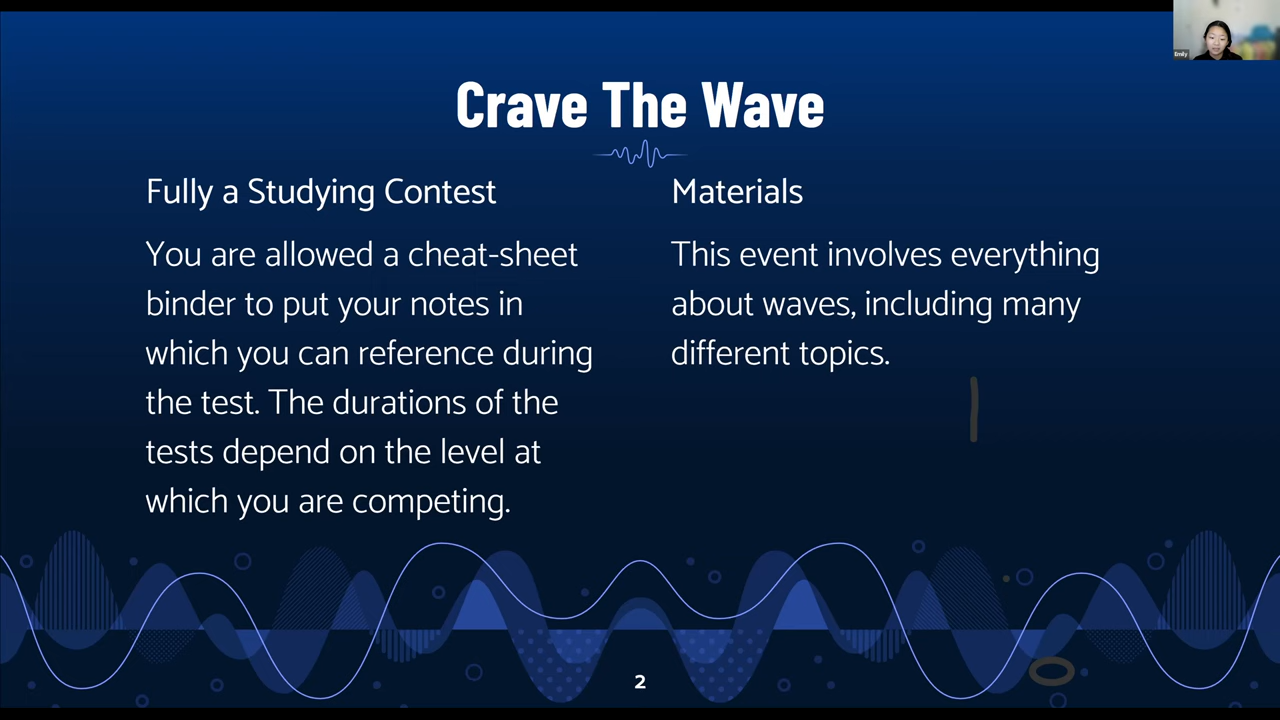 Emily
Crave The Wave
Fully a Studying Contest
You are allowed a cheat-sheet
binder to put your notes in
which you can reference during
the test. The durations of the
tests depend on the level at
which you are competing.
Materials
This event involves everything
about waves, including many
different topics.
2